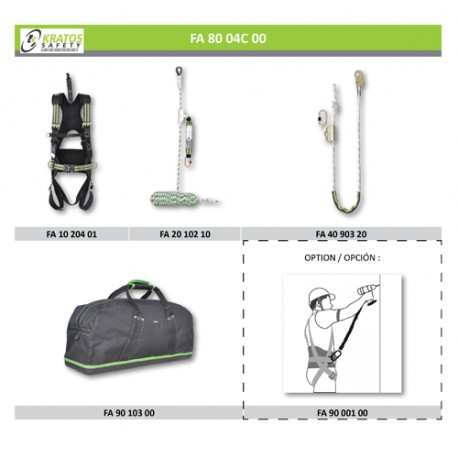 KRATOS
SAFETY
FA 80 04C 00
FA 10 204 01
FA 20 102 10
FA 40 903 20
OPTION / OPCIÓN :
FA 90 103 00
FA 90 001 00